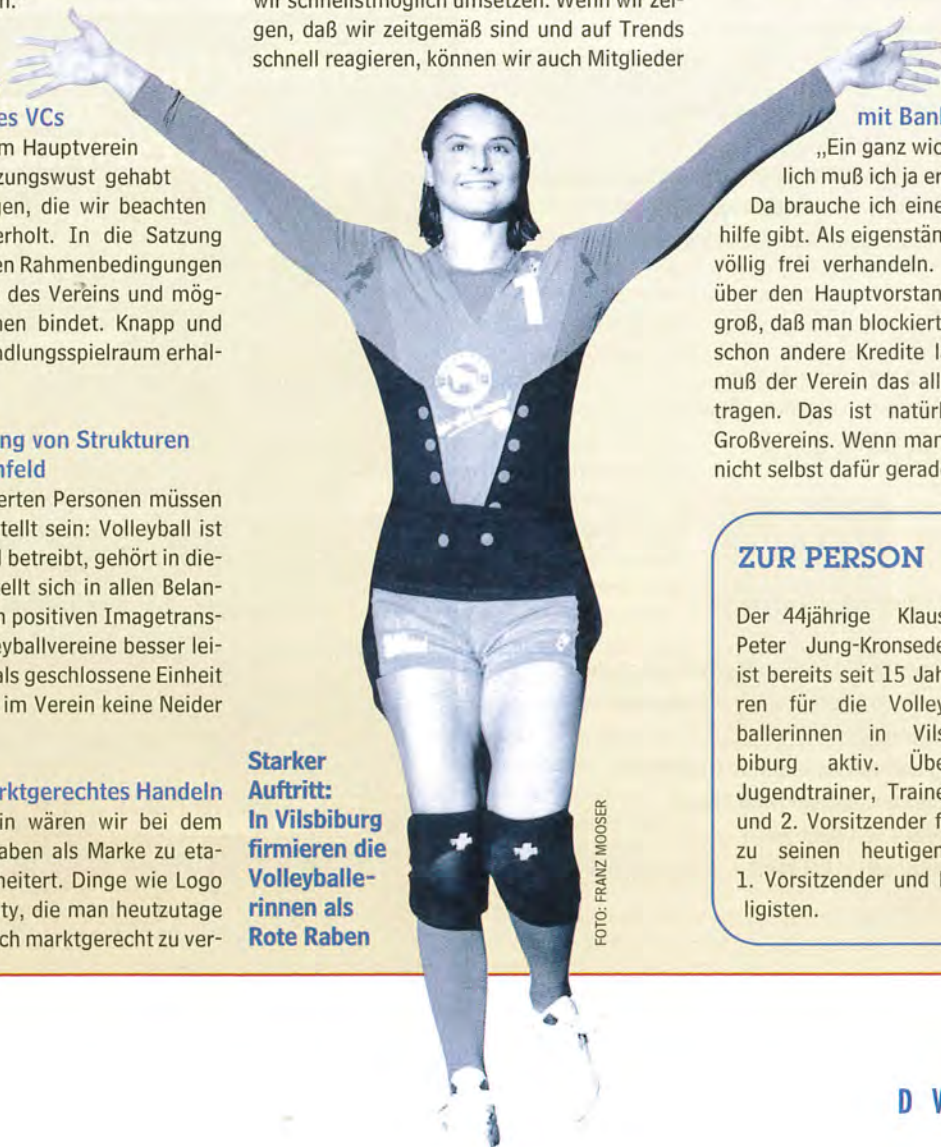 n.
es VCs
m Hauptverein
zungswust gehabt
gen, die wir beachten
erholt. In die Satzung
en Rahmenbedingungen
des Vereins und mög-
nen bindet. Knapp und
ndlungsspielraum erhal-
ng von Strukturen
nfeld
erten Personen müssen
tellt sein: Volleyball ist
l betreibt, gehört in die-
ellt sich in allen Belan-
n positiven Imagetrans-
eyballvereine besser lei-
als geschlossene Einheit
im Verein keine Neider
rktgerechtes Handeln
in wären wir bei dem
aben als Marke zu eta-
heitert. Dinge wie Logo
ty, die man heutzutage
ch marktgerecht zu ver-
wir schnellstmöglich umsetzen. Wenn wir zei-
gen, daß wir zeitgemäß sind und auf Trends
schnell reagieren, können wir auch Mitglieder
1
Starker
Auftritt:
In Vilsbiburg
firmieren die
Volleyballe-
rinnen als
Rote Raben
FOTO: FRANZ MOOSER
mit Bank
„Ein ganz wic
lich muß ich ja er
Da brauche ich eine
hilfe gibt. Als eigenstän
völlig frei verhandeln.
über den Hauptvorstan
groß, daß man blockiert
schon andere Kredite l
muß der Verein das all
tragen. Das ist natürl
Großvereins. Wenn man
nicht selbst dafür gerad
ZUR PERSON
Der 44jährige Klaus
Peter Jung-Kronsede
ist bereits seit 15 Jah
ren für die Volley
ballerinnen in Vils
biburg aktiv. Übe
Jugendtrainer, Traine
und 2. Vorsitzender f
zu seinen heutigen
1. Vorsitzender und
ligisten.
D V